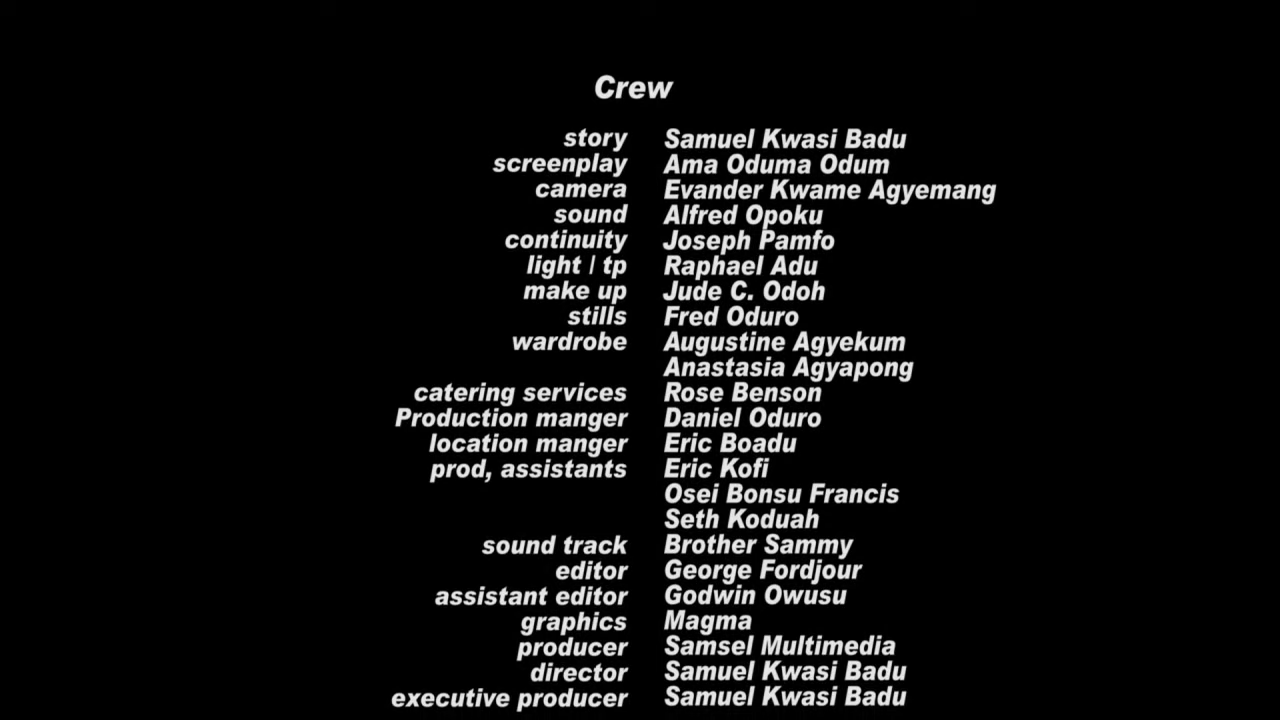 Crew
story Samuel Kwasi Badu
screenplay Ama Oduma Odum
camera Evander Kwame Agyemang
sound Alfred Opoku
continuity Joseph Pamfo
light / tp Raphael Adu
make up Jude C. Odoh
stills Fred Oduro
wardrobe Augustine Agyekum
Anastasia Agyapong
catering services Rose Benson
Production manger Daniel Oduro
location manger Eric Boadu
prod, assistants Eric Kofi
Osei Bonsu Francis
Seth Koduah
sound track Brother Sammy
editor George Fordjour
assistant editor Godwin Owusu
graphics Magma
producer Samsel Multimedia
director Samuel Kwasi Badu
executive producer Samuel Kwasi Badu